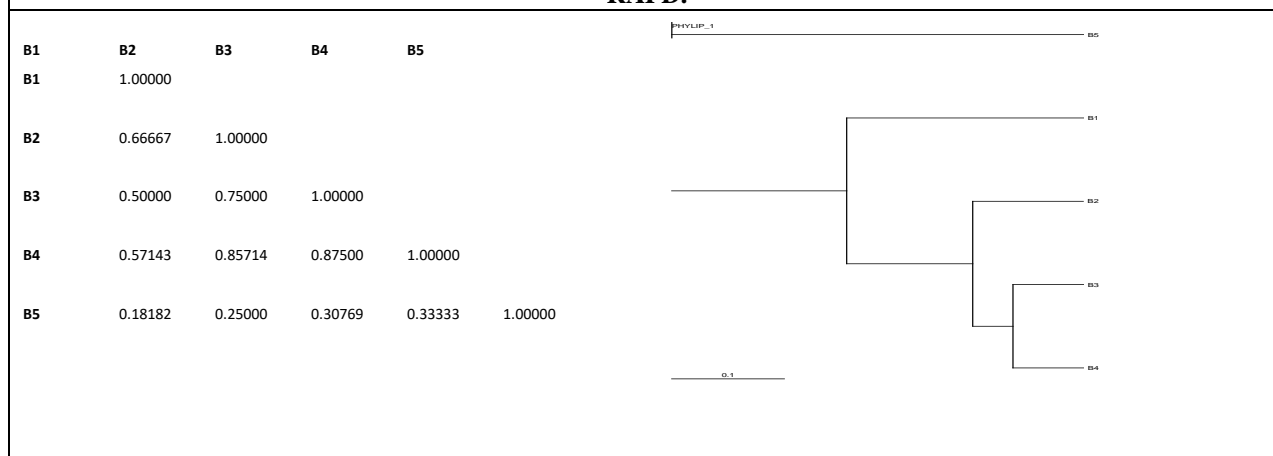 RAPD.
B1 B2 B3 B4 B5
B1 1.00000
B2 0.66667 1.00000
B3 0.50000 0.75000 1.00000
B4 0.57143 0.85714 0.87500 1.00000
B5 0.18182 0.25000 0.30769 0.33333 1.00000
PHYLIP_1
B5
B1
B2
B3
B4
0.1